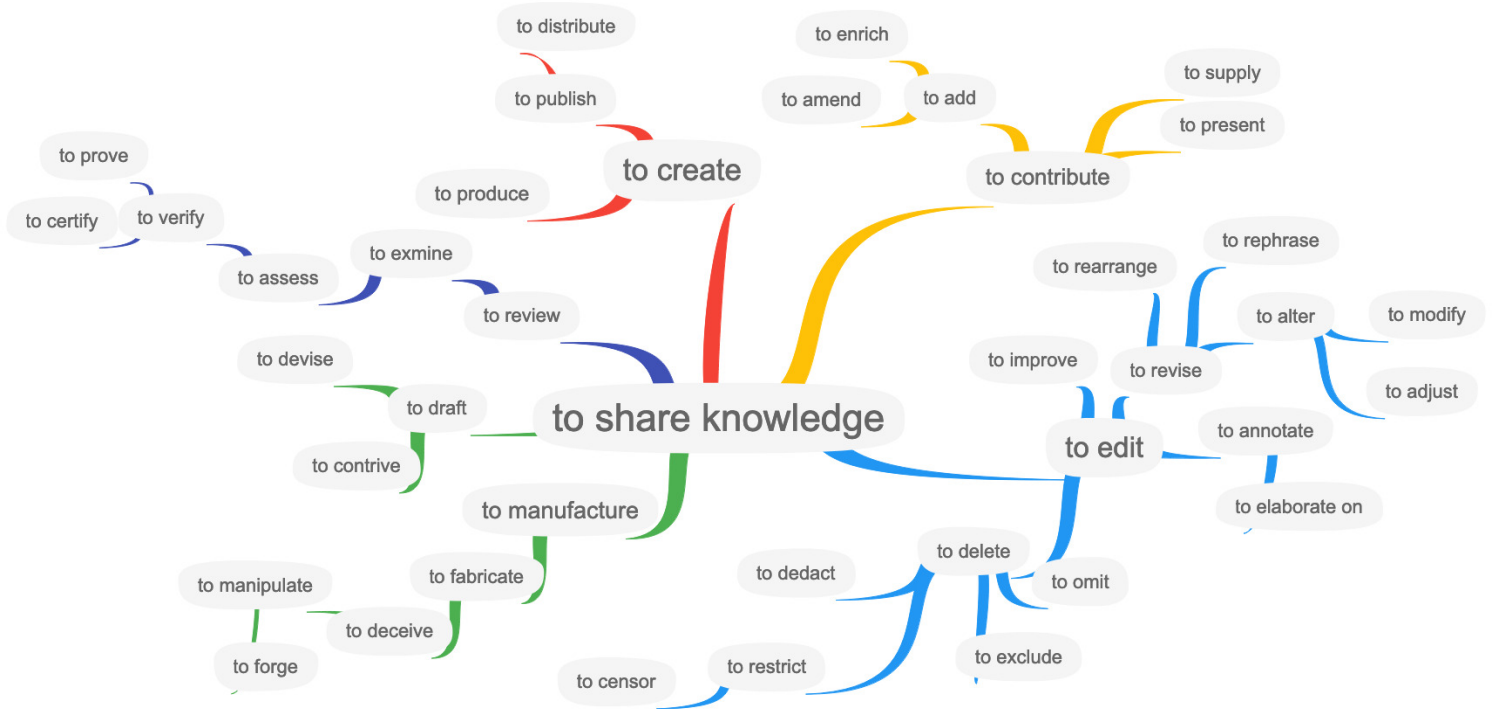 to distribute
to enrich
to supply
to publish
to amend
to add
to present
to prove
to create
to contribute
to produce
to certify
to verify
to rephrase
to exmine
to rearrange
to assess
to review
to alter
to modify
to devise
to improve
to revise
to adjust
to draft
to share knowledge
to annotate
to edit
to contrive
to manufacture
to elaborate on
to delete
to dedact
to omit
to manipulate
to fabricate
to deceive
to forge
to restrict
to exclude
to censor